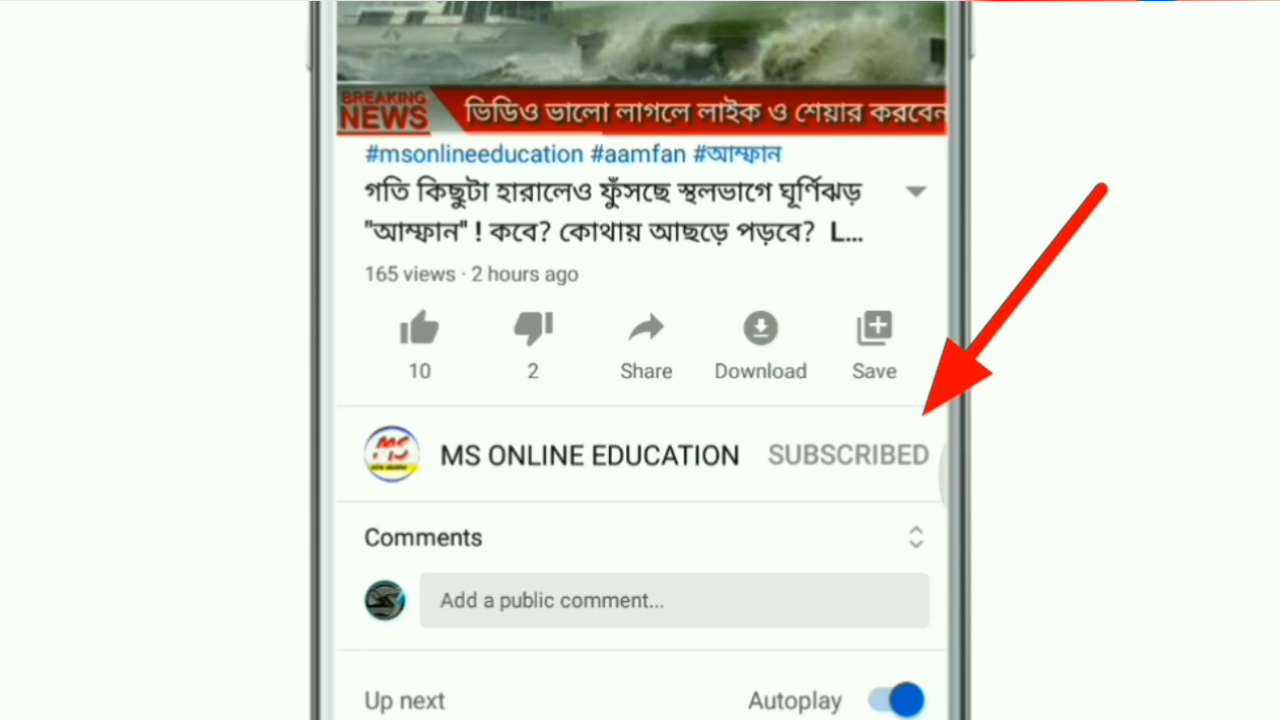 BREAKING
NEWS
ভিডিও ভালো লাগলে লাইক ও শেয়ার করবেন
#msonlineeducation #aamfan #আম্ফান
গতি কিছুটা হারালেও ফুঁসছে স্থলভাগে ঘূর্ণিঝড়
"আম্ফান" ! কবে? কোথায় আছড়ে পড়বে? L...
165 views · 2 hours ago
10 2 Share Download Save
MS
MS ONLINE EDUCATION SUBSCRIBED
Comments
Add a public comment...
Up next Autoplay